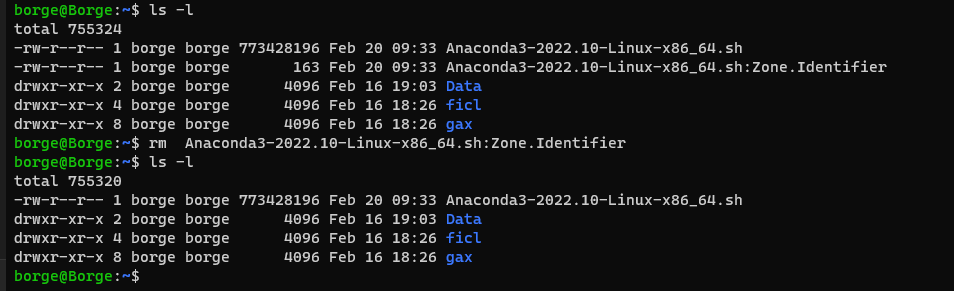 borge@Borge:~$ ls -l
total 755324
-rw-r--r-- 1 borge borge 773428196 Feb 20 09:33 Anaconda3-2022.10-Linux-x86_64.sh
-rw-r--r-- 1 borge borge       163 Feb 20 09:33 Anaconda3-2022.10-Linux-x86_64.sh:Zone.Identifier
drwxr-xr-x 2 borge borge      4096 Feb 16 19:03 Data
drwxr-xr-x 4 borge borge      4096 Feb 16 18:26 ficl
drwxr-xr-x 8 borge borge      4096 Feb 16 18:26 gax
borge@Borge:~$ rm  Anaconda3-2022.10-Linux-x86_64.sh:Zone.Identifier
borge@Borge:~$ ls -l
total 755320
-rw-r--r-- 1 borge borge 773428196 Feb 20 09:33 Anaconda3-2022.10-Linux-x86_64.sh
drwxr-xr-x 2 borge borge      4096 Feb 16 19:03 Data
drwxr-xr-x 4 borge borge      4096 Feb 16 18:26 ficl
drwxr-xr-x 8 borge borge      4096 Feb 16 18:26 gax
borge@Borge:~$